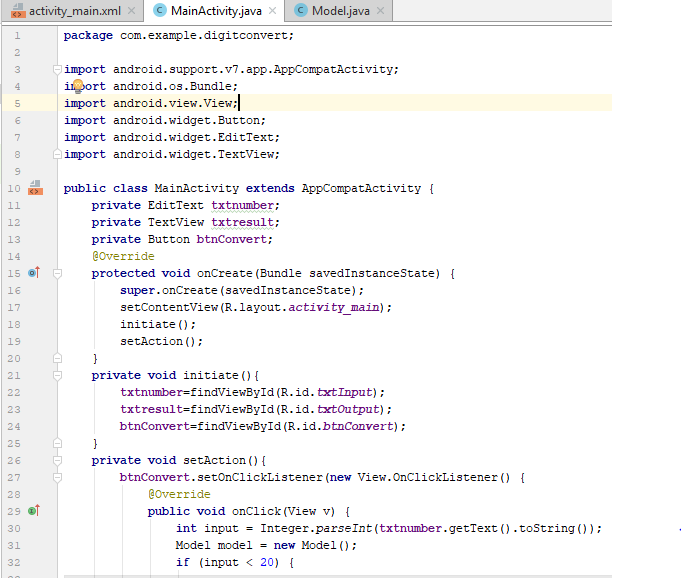 activity_main.xml MainActivity.java Model.java
1 package com.example.digitconvert;
2
3 import android.support.v7.app.AppCompatActivity;
4 import android.os.Bundle;
5 import android.view.View;
6 import android.widget.Button;
7 import android.widget.EditText;
8 import android.widget.TextView;
9
10 public class MainActivity extends AppCompatActivity {
11 private EditText txtnumber;
12 private TextView txtresult;
13 private Button btnConvert;
14 @Override
15 protected void onCreate(Bundle savedInstanceState) {
16 super.onCreate(savedInstanceState);
17 setContentView(R.layout.activity_main);
18 initiate();
19 setAction();
20 }
21 private void initiate(){
22 txtnumber=findViewById(R.id.txtInput);
23 txtresult=findViewById(R.id.txtOutput);
24 btnConvert=findViewById(R.id.btnConvert);
25 }
26 private void setAction(){
27 btnConvert.setOnClickListener(new View.OnClickListener() {
28 @Override
29 public void onClick(View v) {
30 int input = Integer.parseInt(txtnumber.getText().toString());
31 Model model = new Model();
32 if (input < 20) {